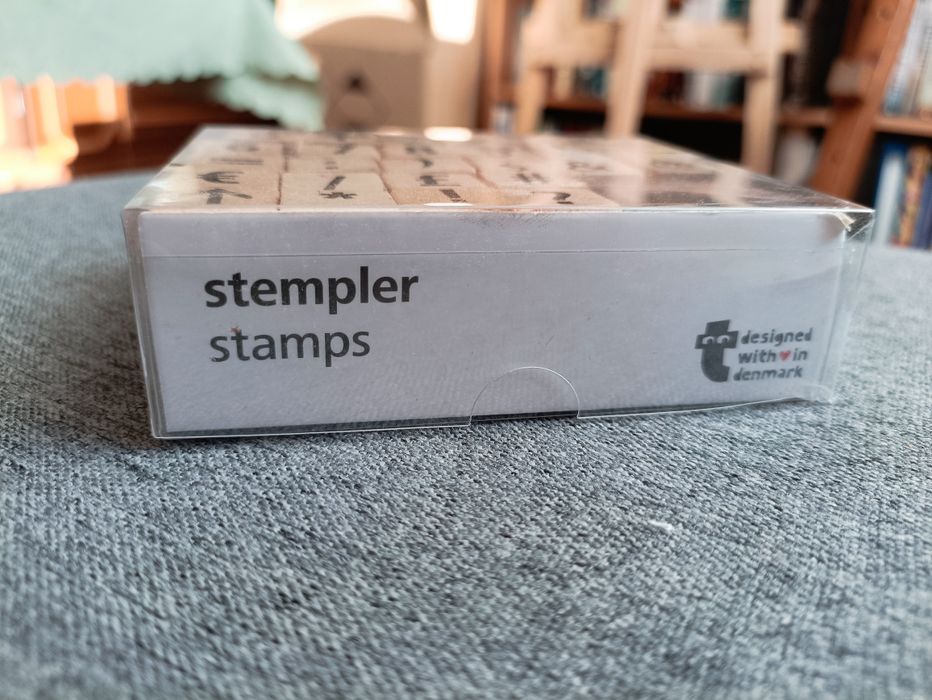 stempler
stamps
t designed
with ♥ in
denmark